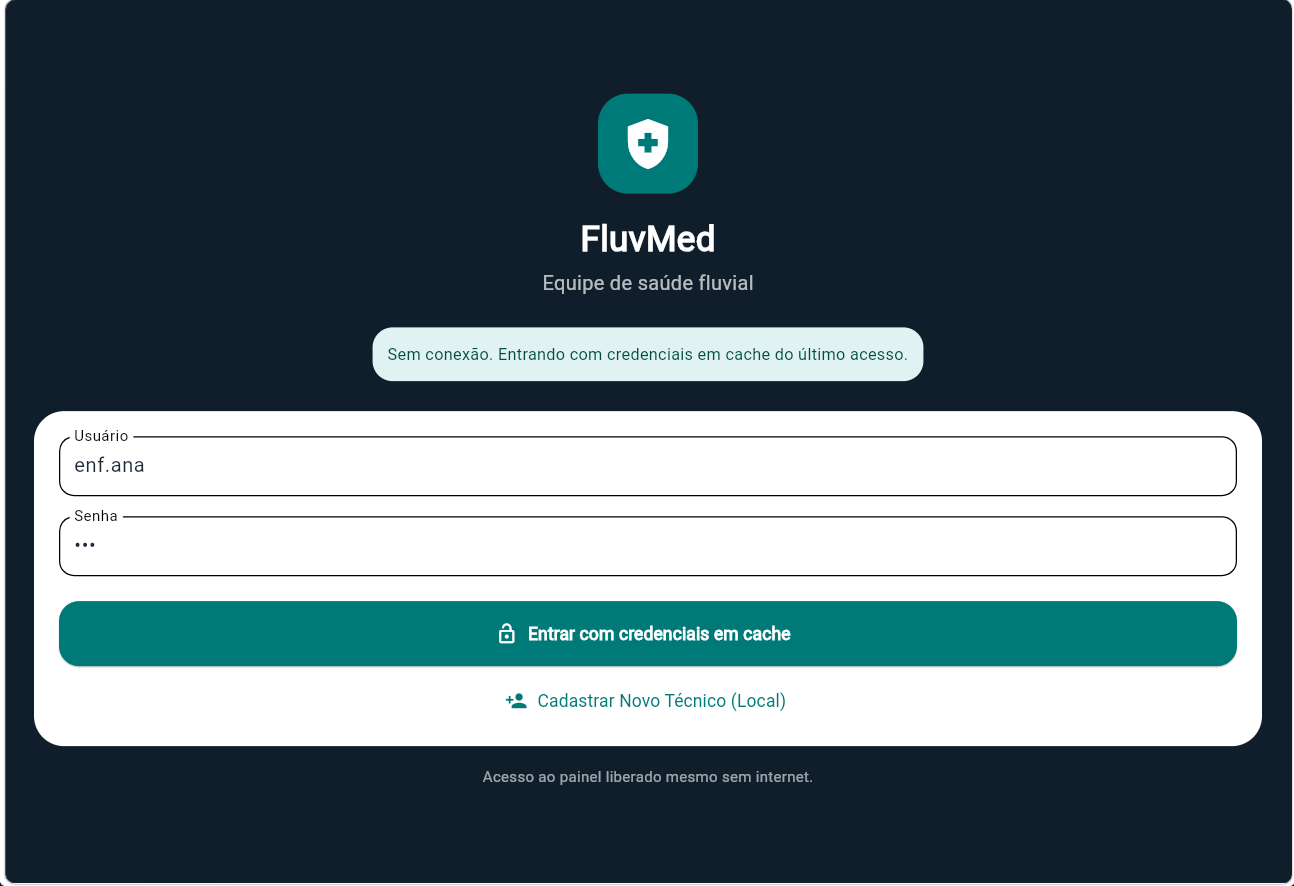 FluvMed
Equipe de saúde fluvial
Sem conexão. Entrando com credenciais em cache do último acesso.
Usuário
enf.ana
Senha
•••
Entrar com credenciais em cache
Cadastrar Novo Técnico (Local)
Acesso ao painel liberado mesmo sem internet.